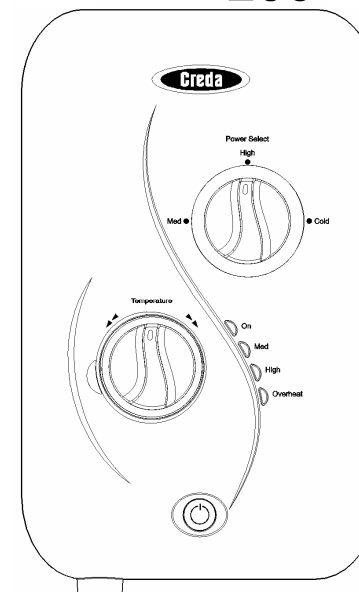 Creda
Power Select
High
Med
Cold
Temperature
On
Med
High
Overheat